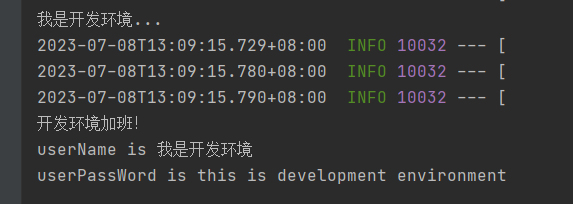 我是开发环境...
2023-07-08T13:09:15.729+08:00  INFO 10032 --- [
2023-07-08T13:09:15.780+08:00  INFO 10032 --- [
2023-07-08T13:09:15.790+08:00  INFO 10032 --- [
开发环境加班!
userName is 我是开发环境
userPassWord is this is development environment